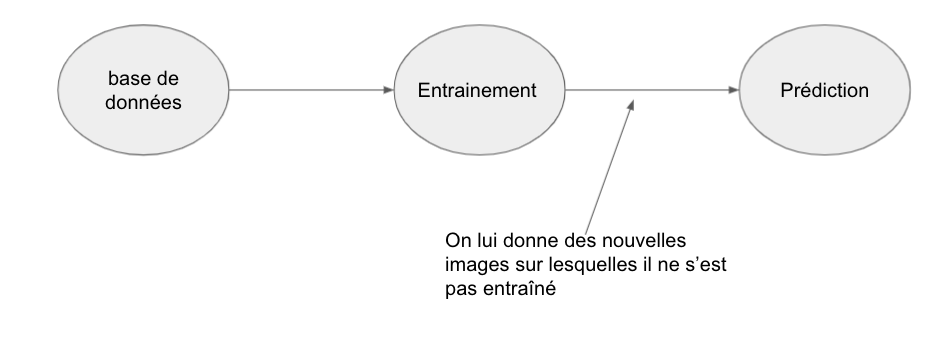 base de
données
Entrainement
Prédiction
On lui donne des nouvelles
images sur lesquelles il ne s’est
pas entraîné